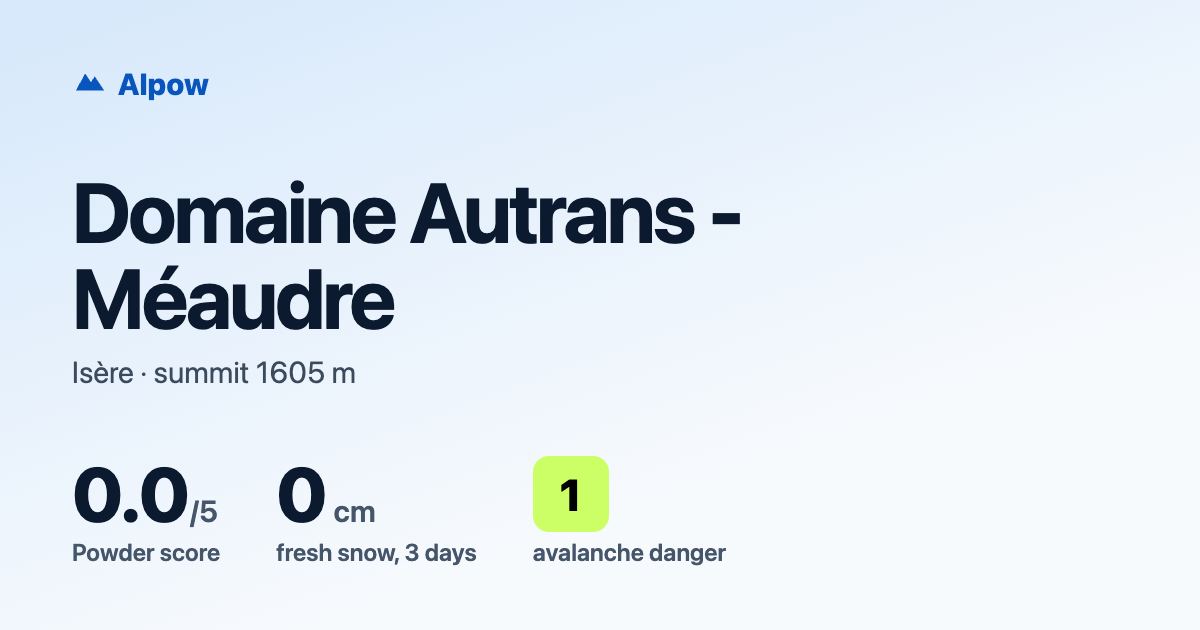 Alpow
Domaine Autrans -
Méaudre
Isère · summit 1605 m
0.0/5
Powder score
0 cm
fresh snow, 3 days
1
avalanche danger